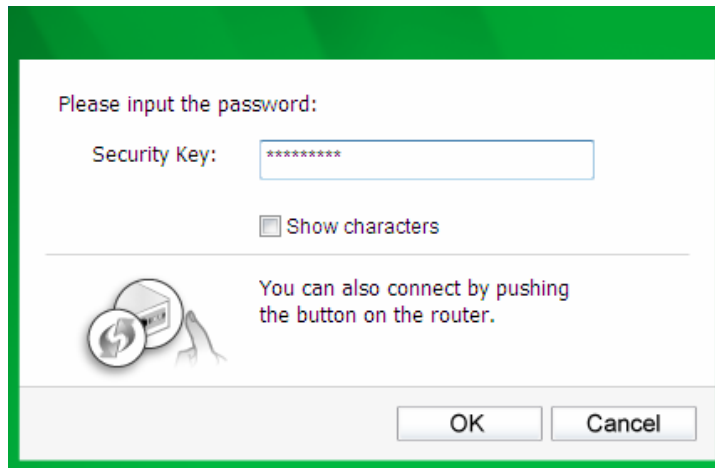 Please input the password:
Security Key: *********
Show characters
You can also connect by pushing
the button on the router.
OK Cancel